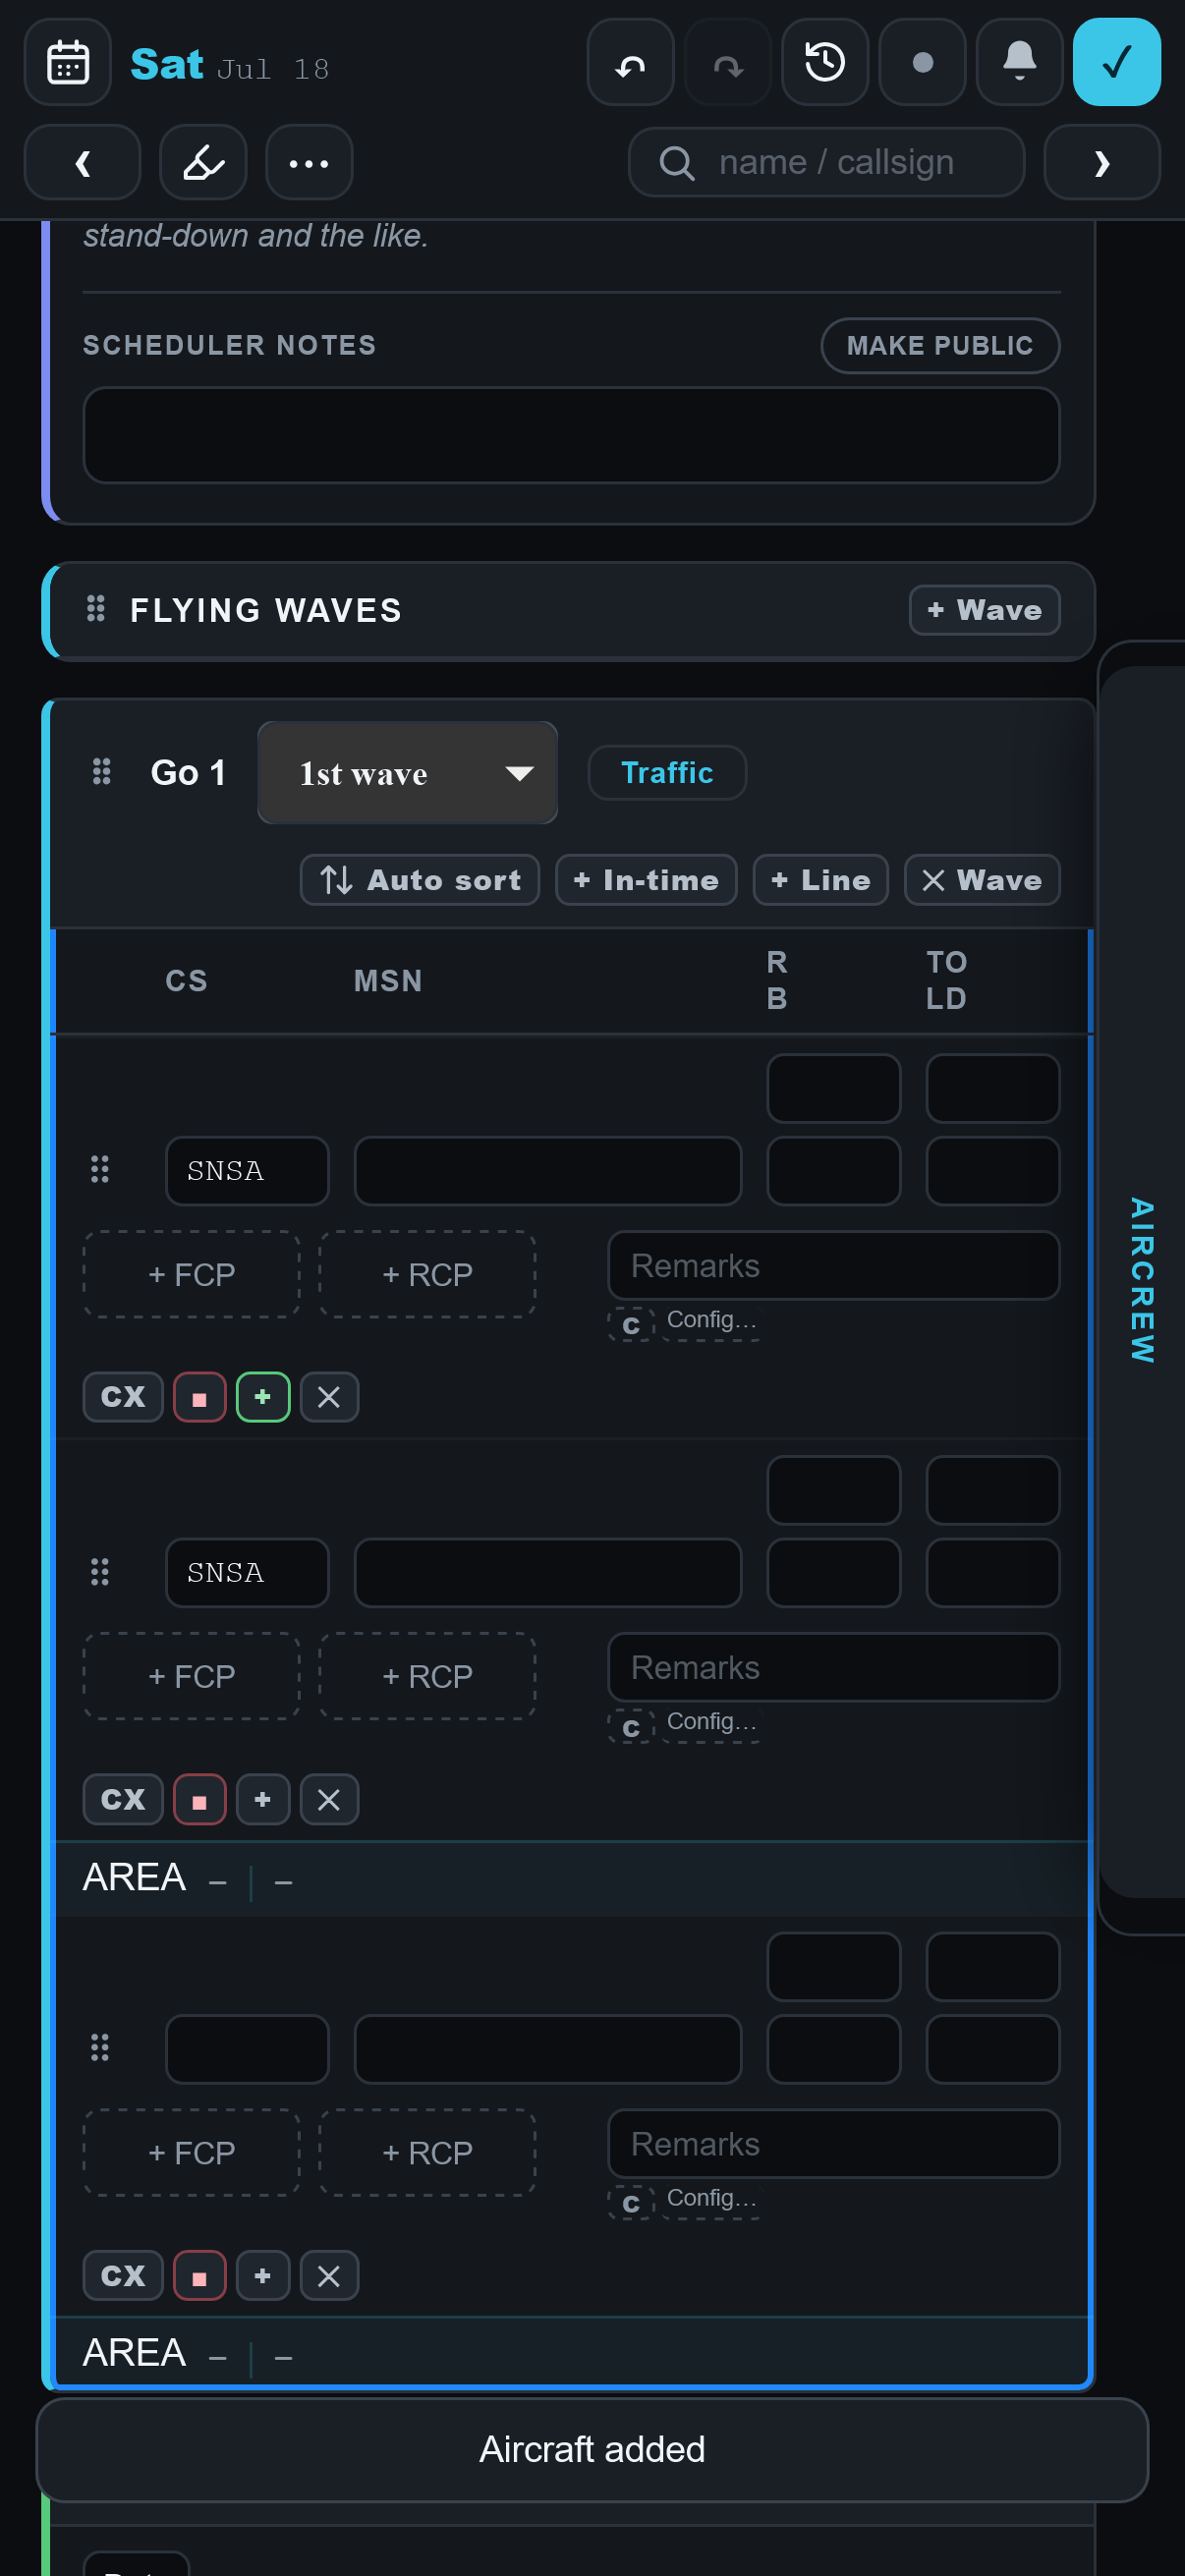 Sat Jul 18
name / callsign
stand-down and the like.
SCHEDULER NOTES
MAKE PUBLIC
FLYING WAVES
+ Wave
Go 1
1st wave
Traffic
Auto sort
+ In-time
+ Line
Wave
CS
MSN
R
B
TO
LD
SNSA
+ FCP
+ RCP
Remarks
C
Config...
CX
+
SNSA
+ FCP
+ RCP
Remarks
C
Config...
CX
+
AREA – | –
+ FCP
+ RCP
Remarks
C
Config...
CX
+
AREA – | –
AIRCREW
Aircraft added